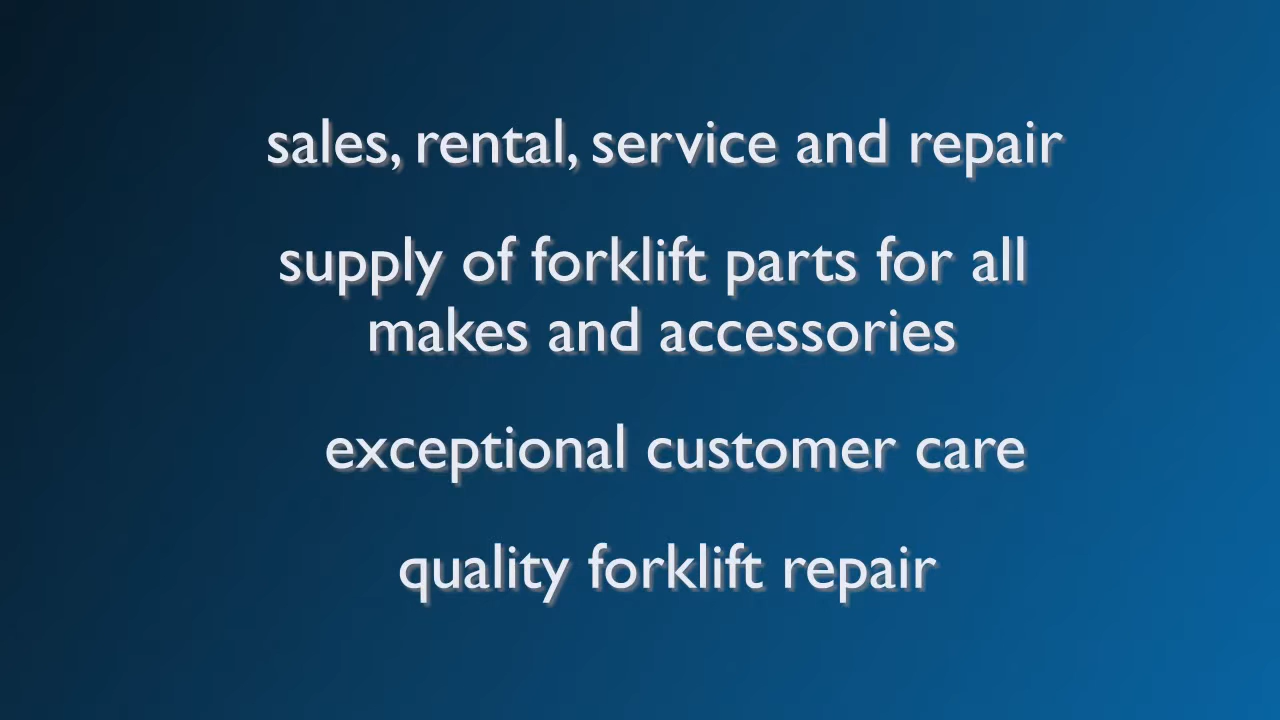 sales, rental, service and repair
supply of forklift parts for all
makes and accessories
exceptional customer care
quality forklift repair